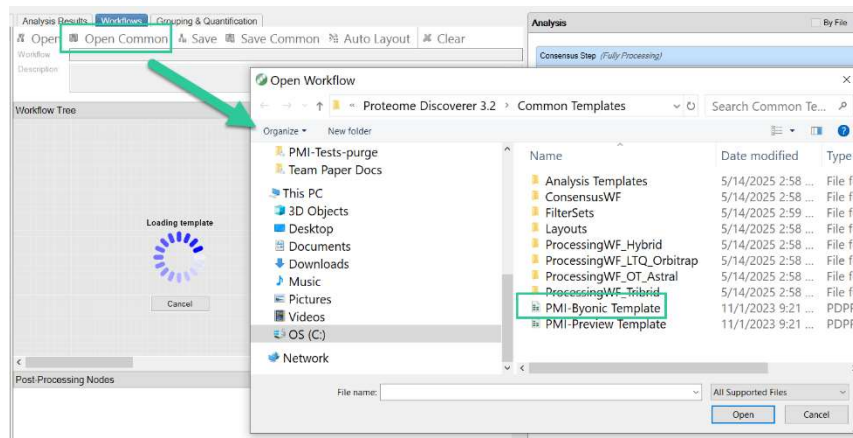 Analysis Results Workflows Grouping & Quantification
Open Open Common Save Save Common Auto Layout Clear
Workflow
Description
Workflow Tree
Loading template
Cancel
Post-Processing Nodes
Analysis By File
Consensus Step (Fully Processing)
Open Workflow
« Proteome Discoverer 3.2 > Common Templates Search Common Te...
Organize New folder
PMI-Tests-purge
Team Paper Docs
This PC
3D Objects
Desktop
Documents
Downloads
Music
Pictures
Videos
OS (C:)
Network
Name Date modified Type
Analysis Templates 5/14/2025 2:58 ... File f
ConsensusWF 5/14/2025 2:58 ... File f
FilterSets 5/14/2025 2:59 ... File f
Layouts 5/14/2025 2:58 ... File f
ProcessingWF_Hybrid 5/14/2025 2:58 ... File f
ProcessingWF_LTQ_Orbitrap 5/14/2025 2:58 ... File f
ProcessingWF_OT_Astral 5/14/2025 2:58 ... File f
ProcessingWF_Tribrid 5/14/2025 2:58 ... File f
PMI-Byonic Template 11/1/2023 9:21 ... PDPF
PMI-Preview Template 11/1/2023 9:21 ... PDPF
File name: All Supported Files
Open Cancel